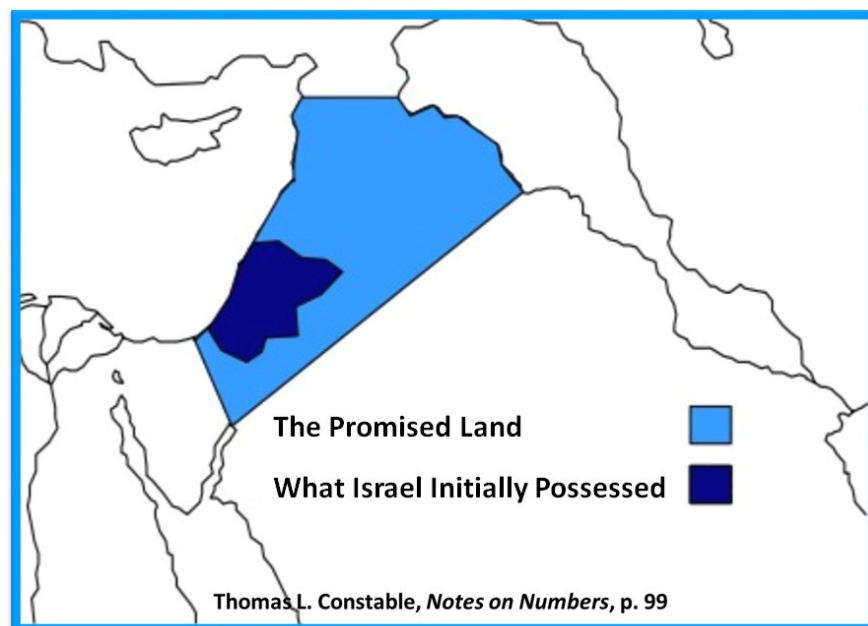 The Promised Land
What Israel Initially Possessed
Thomas L. Constable, Notes on Numbers, p. 99